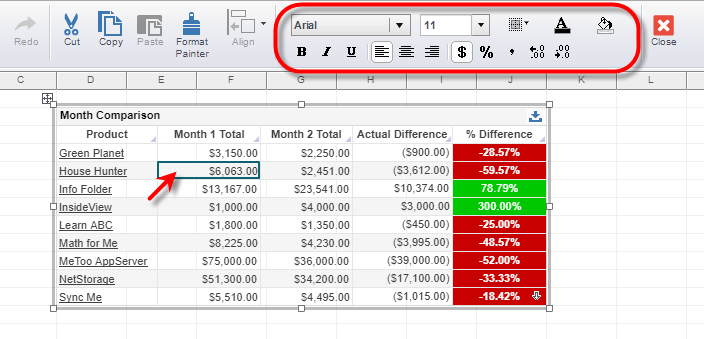 Arial 11 A
Redo Cut Copy Paste Format Painter Align B I U $ % , .00 .00 Close
C D E F G H I J K L
Month Comparison
Product Month 1 Total Month 2 Total Actual Difference % Difference
Green Planet $3,150.00 $2,250.00 ($900.00) -28.57%
House Hunter $6,063.00 $2,451.00 ($3,612.00) -59.57%
Info Folder $13,167.00 $23,541.00 $10,374.00 78.79%
InsideView $1,000.00 $4,000.00 $3,000.00 300.00%
Learn ABC $1,800.00 $1,350.00 ($450.00) -25.00%
Math for Me $8,225.00 $4,230.00 ($3,995.00) -48.57%
MeToo AppServer $75,000.00 $36,000.00 ($39,000.00) -52.00%
NetStorage $51,300.00 $34,200.00 ($17,100.00) -33.33%
Sync Me $5,510.00 $4,495.00 ($1,015.00) -18.42%